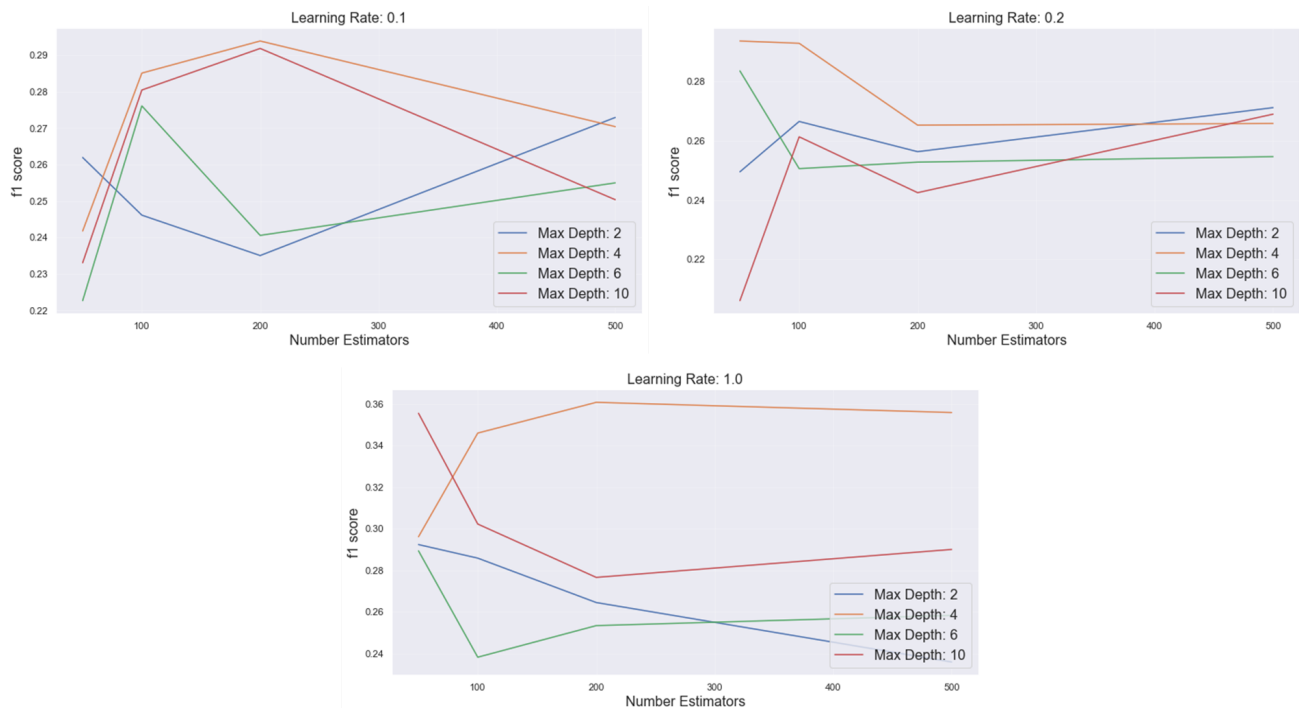 Learning Rate: 0.1
f1 score
0.29
0.28
0.27
0.26
0.25
0.24
0.23
0.22
100
200
300
400
500
Number Estimators
Max Depth: 2
Max Depth: 4
Max Depth: 6
Max Depth: 10
Learning Rate: 0.2
f1 score
0.28
0.26
0.24
0.22
100
200
300
400
500
Number Estimators
Max Depth: 2
Max Depth: 4
Max Depth: 6
Max Depth: 10
Learning Rate: 1.0
f1 score
0.36
0.34
0.32
0.30
0.28
0.26
0.24
100
200
300
400
500
Number Estimators
Max Depth: 2
Max Depth: 4
Max Depth: 6
Max Depth: 10